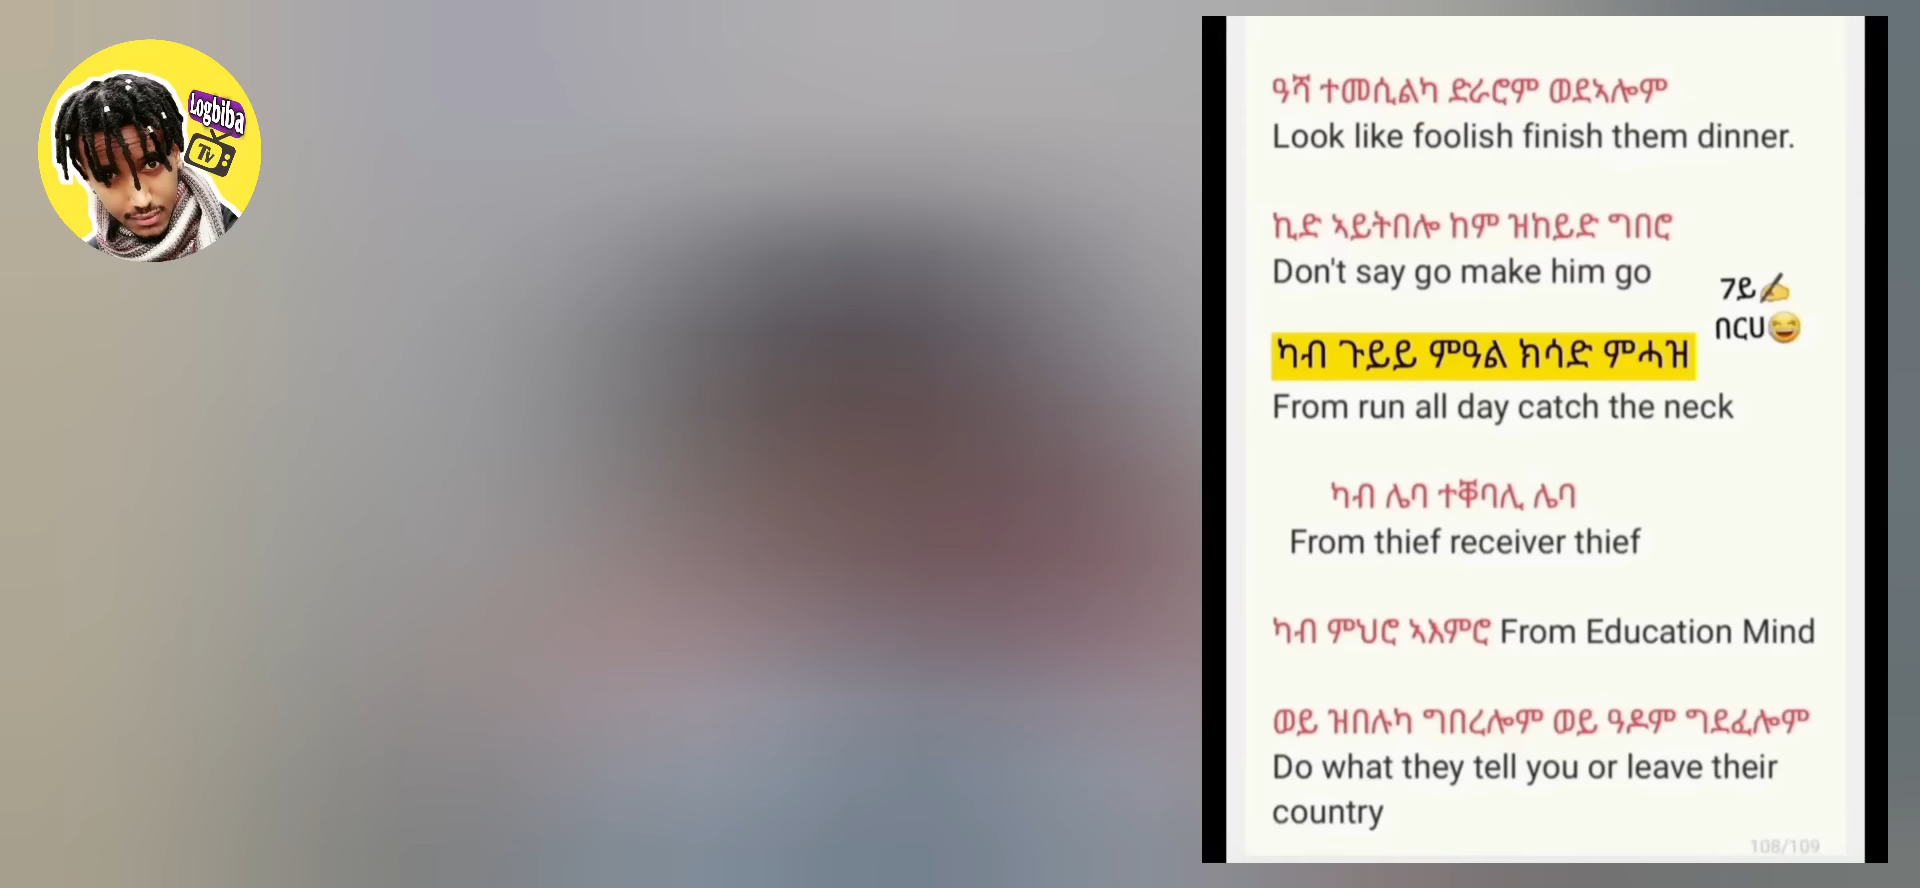 Logbiba
Tv
ዓሻ ተመሲልካ ድራሮም ወደኣሎም
Look like foolish finish them dinner.
ኪድ ኣይትበሎ ከም ዝከይድ ግበሮ
Don't say go make him go
7ይ✍
በርሀ😆
ካብ ጉይይ ምዓል ክሳድ ምሓዝ
From run all day catch the neck
ካብ ሌባ ተቐባሊ ሌባ
From thief receiver thief
ካብ ምህሮ ኣእምሮ From Education Mind
ወይ ዝበሉካ ግበረሎም ወይ ዓዶም ግደፈሎም
Do what they tell you or leave their
country
108/109